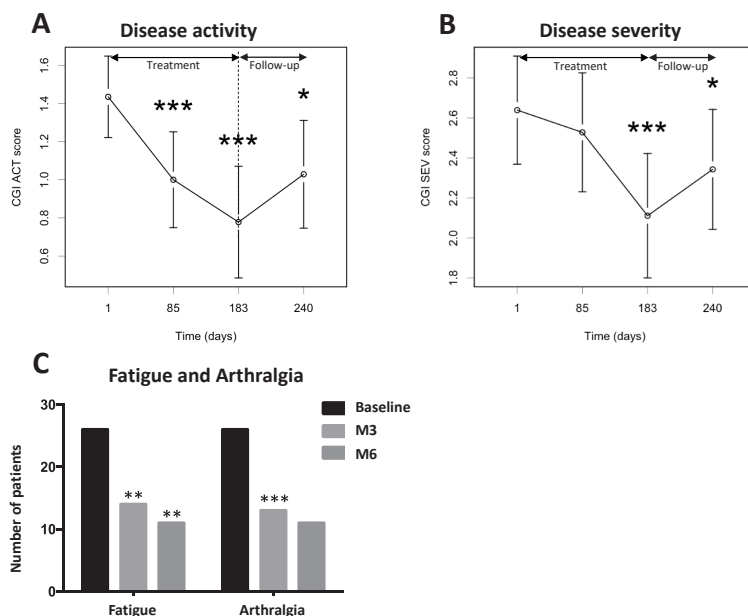 A
Disease activity
CGI ACT score
1.6
1.4
1.2
1.0
0.8
0.6
Treatment
Follow-up
***
***
*
1 85 183 240
Time (days)
B
Disease severity
CGI SEV score
2.8
2.6
2.4
2.2
2.0
1.8
Treatment
Follow-up
***
*
1 85 183 240
Time (days)
C
Fatigue and Arthralgia
Number of patients
30
20
10
0
**
**
***
Fatigue Arthralgia
Baseline
M3
M6